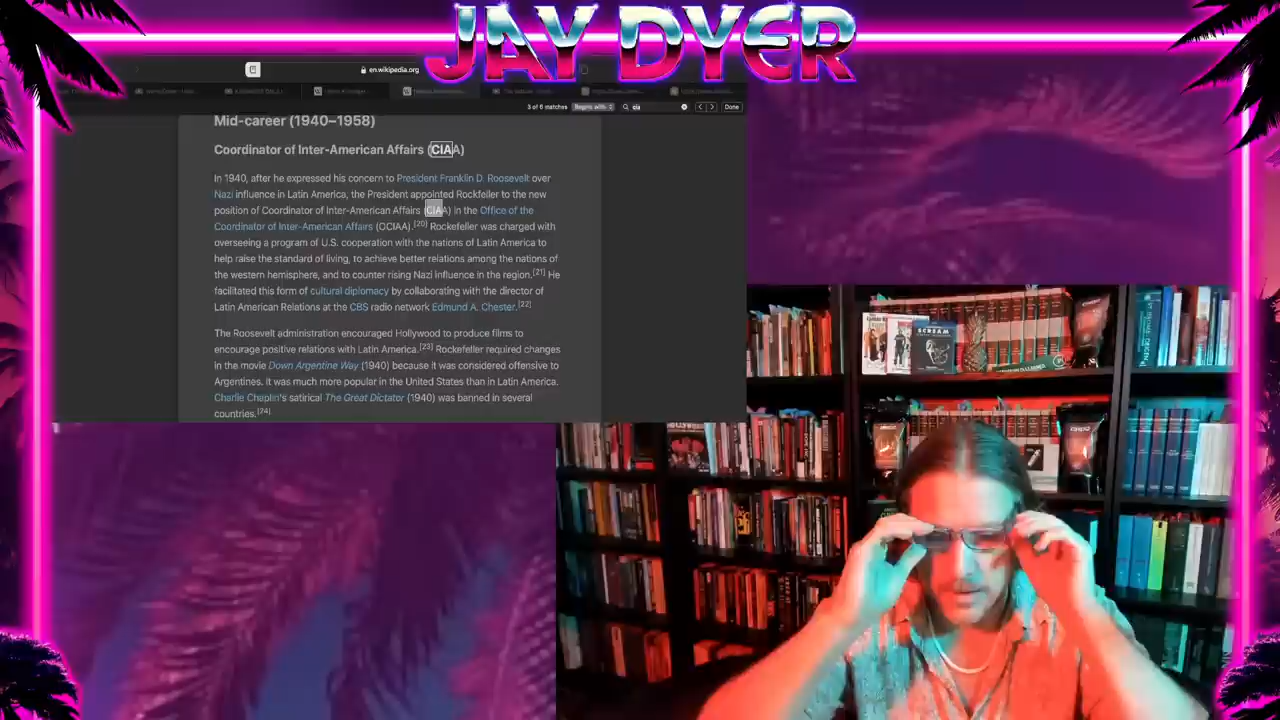 JAY DYER
en.wikipedia.org
3 of 6 matches
Begins with
cia
Done
Mid-career (1940–1958)
Coordinator of Inter-American Affairs (CIAA)
In 1940, after he expressed his concern to President Franklin D. Roosevelt over
Nazi influence in Latin America, the President appointed Rockfeller to the new
position of Coordinator of Inter-American Affairs (CIAA) in the Office of the
Coordinator of Inter-American Affairs (OCIAA).[20] Rockefeller was charged with
overseeing a program of U.S. cooperation with the nations of Latin America to
help raise the standard of living, to achieve better relations among the nations of
the western hemisphere, and to counter rising Nazi influence in the region.[21] He
facilitated this form of cultural diplomacy by collaborating with the director of
Latin American Relations at the CBS radio network Edmund A. Chester.[22]
The Roosevelt administration encouraged Hollywood to produce films to
encourage positive relations with Latin America.[23] Rockefeller required changes
in the movie Down Argentine Way (1940) because it was considered offensive to
Argentines. It was much more popular in the United States than in Latin America.
Charlie Chaplin's satirical The Great Dictator (1940) was banned in several
countries.[24]
SCREAM